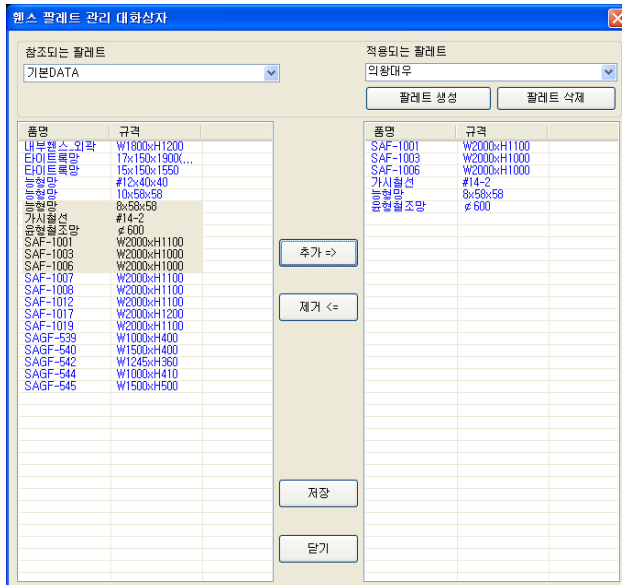 휀스 팔레트 관리 대화상자
참조되는 팔레트
기본DATA
적용되는 팔레트
의왕대우
팔레트 생성 팔레트 삭제
품명 규격
내부휀스_외곽 W1800xH1200
타이트록망 17x150x1900(...
타이트록망 15x150x1550
능형망 #12x40x40
능형망 10x58x58
능형망 8x58x58
가시철선 #14-2
윤형철조망 ¢600
SAF-1001 W2000xH1100
SAF-1003 W2000xH1000
SAF-1006 W2000xH1000
SAF-1007 W2000xH1100
SAF-1008 W2000xH1100
SAF-1012 W2000xH1100
SAF-1017 W2000xH1200
SAF-1019 W2000xH1100
SAGF-539 W1000xH400
SAGF-540 W1500xH400
SAGF-542 W1245xH360
SAGF-544 W1000xH410
SAGF-545 W1500xH500
추가 =>
제거 <=
저장
닫기
품명 규격
SAF-1001 W2000xH1100
SAF-1003 W2000xH1000
SAF-1006 W2000xH1000
가시철선 #14-2
능형망 8x58x58
윤형철조망 ¢600